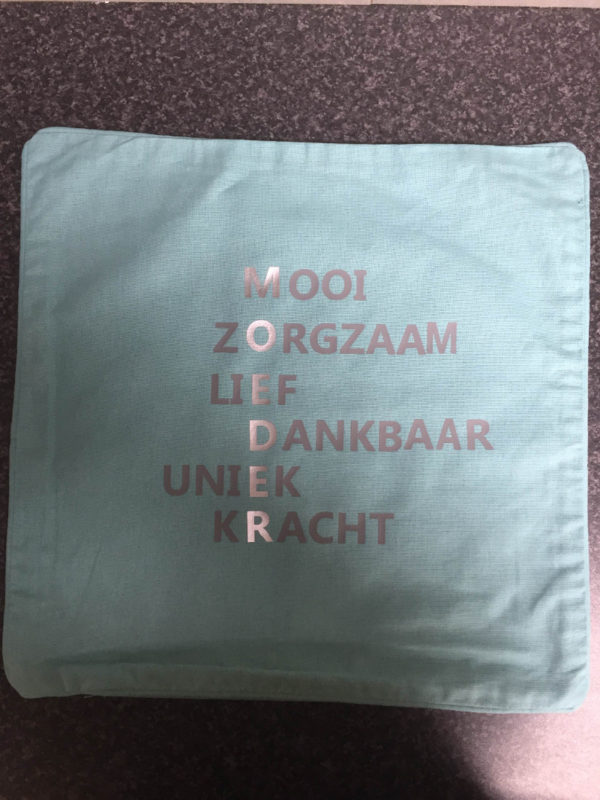 MOOI
ZORGZAAM
LIEF
DANKBAAR
UNIEK
KRACHT